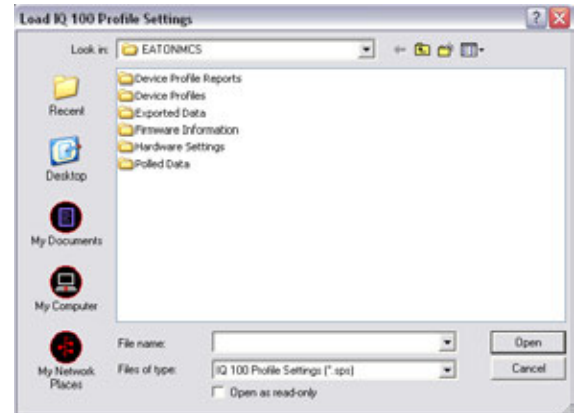 Load IQ 100 Profile Settings
Look in: EATONMCS
Device Profile Reports
Device Profiles
Exported Data
Firmware Information
Hardware Settings
Polled Data
Recent
Desktop
My Documents
My Computer
My Network
Places
File name:
Open
Files of type: IQ 100 Profile Settings (*.sps)
Cancel
Open as read-only